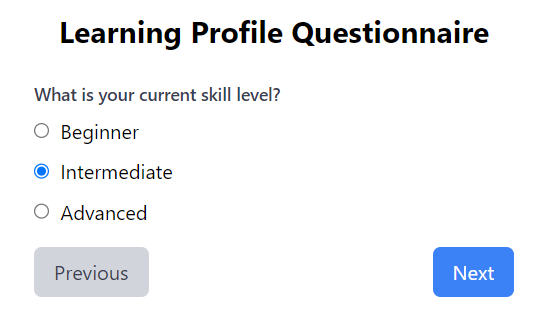 Learning Profile Questionnaire
What is your current skill level?
Beginner
Intermediate
Advanced
Previous
Next